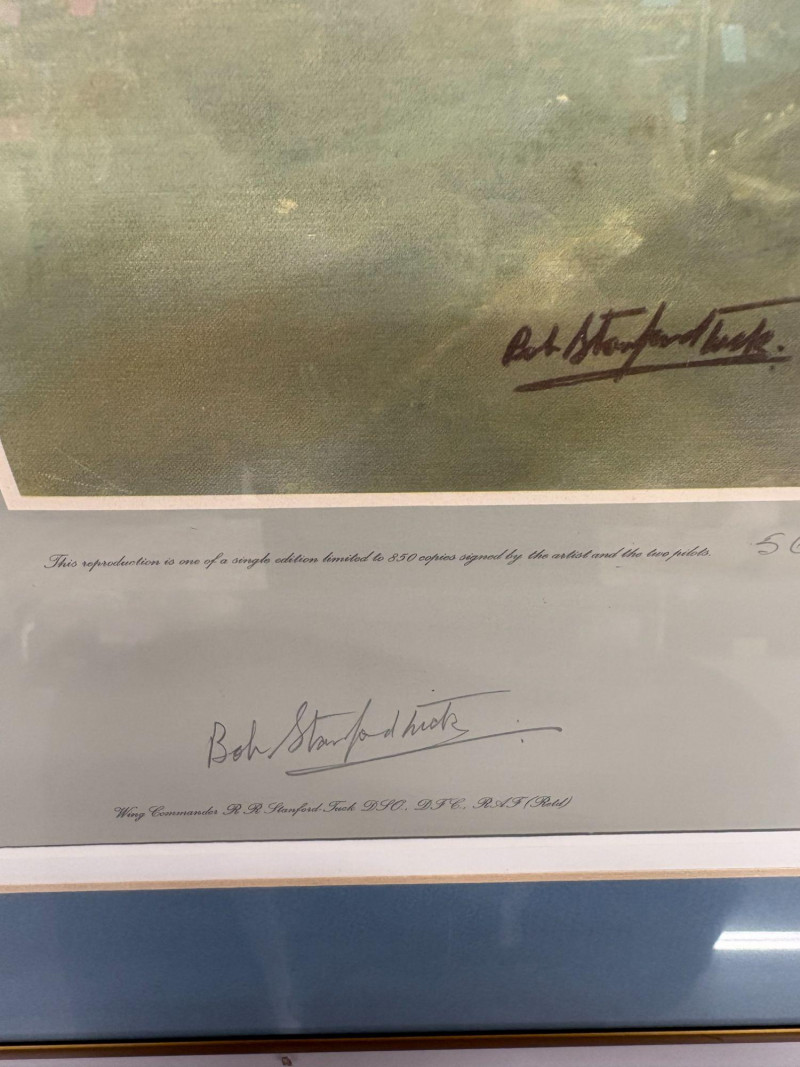 Bob Stanford Tuck.
This reproduction is one of a single edition limited to 850 copies signed by the artist and the two pilots.
Bob Stanford Tuck.
Wing Commander R R Stanford-Tuck DSO., DFC., RAF (Retd)